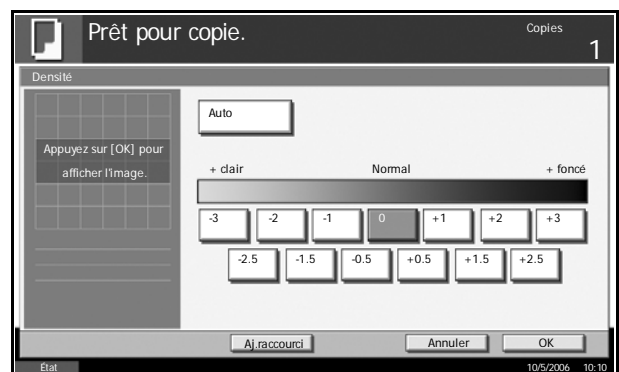 Prêt pour copie.
Copies
1
Densité
Auto
Appuyez sur [OK] pour
afficher l'image.
+ clair Normal + foncé
-3 -2 -1 0 +1 +2 +3
-2.5 -1.5 -0.5 +0.5 +1.5 +2.5
Aj.raccourci Annuler OK
État 10/5/2006 10:10